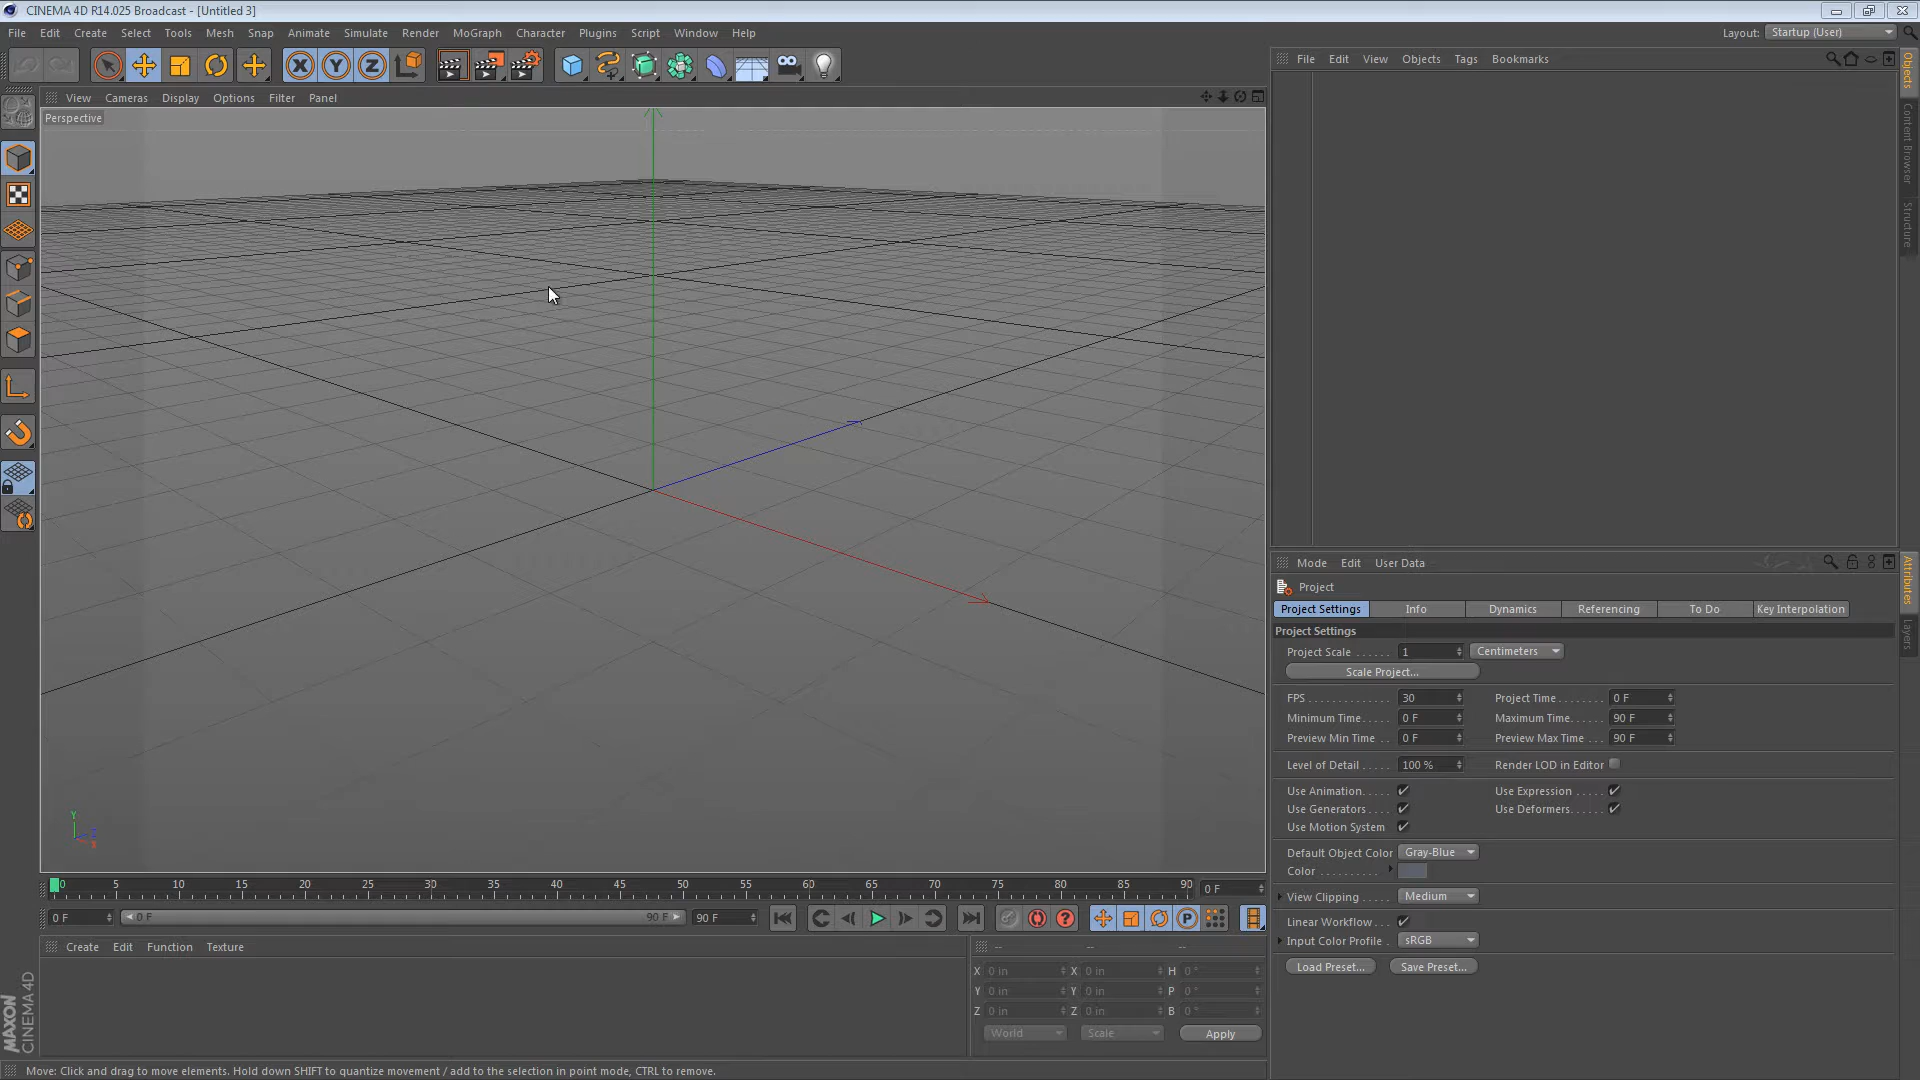 CINEMA 4D R14.025 Broadcast - [Untitled 3]
File Edit Create Select Tools Mesh Snap Animate Simulate Render MoGraph Character Plugins Script Window Help
Layout: Startup (User)
X Y Z
File Edit View Objects Tags Bookmarks
View Cameras Display Options Filter Panel
Perspective
Objects
Content Browser
Structure
Mode Edit User Data
Project
Project Settings Info Dynamics Referencing To Do Key Interpolation
Project Settings
Project Scale ...... 1 Centimeters
Scale Project...
FPS .............. 30 Project Time ........ 0 F
Minimum Time..... 0 F Maximum Time...... 90 F
Preview Min Time .. 0 F Preview Max Time ... 90 F
Level of Detail ..... 100 % Render LOD in Editor
Use Animation..... Use Expression .....
Use Generators.... Use Deformers.....
Use Motion System
Default Object Color Gray-Blue
Color ..........
View Clipping ..... Medium
Linear Workflow ...
Input Color Profile . sRGB
Load Preset... Save Preset...
Attributes
Layers
Y
Z
X
0 5 10 15 20 25 30 35 40 45 50 55 60 65 70 75 80 85 90 0 F
0 F 0 F 90 F 90 F
P
Create Edit Function Texture
-- -- --
X 0 in X 0 in H 0 °
Y 0 in Y 0 in P 0 °
Z 0 in Z 0 in B 0 °
World Scale Apply
MAXON
CINEMA 4D
Move: Click and drag to move elements. Hold down SHIFT to quantize movement / add to the selection in point mode, CTRL to remove.